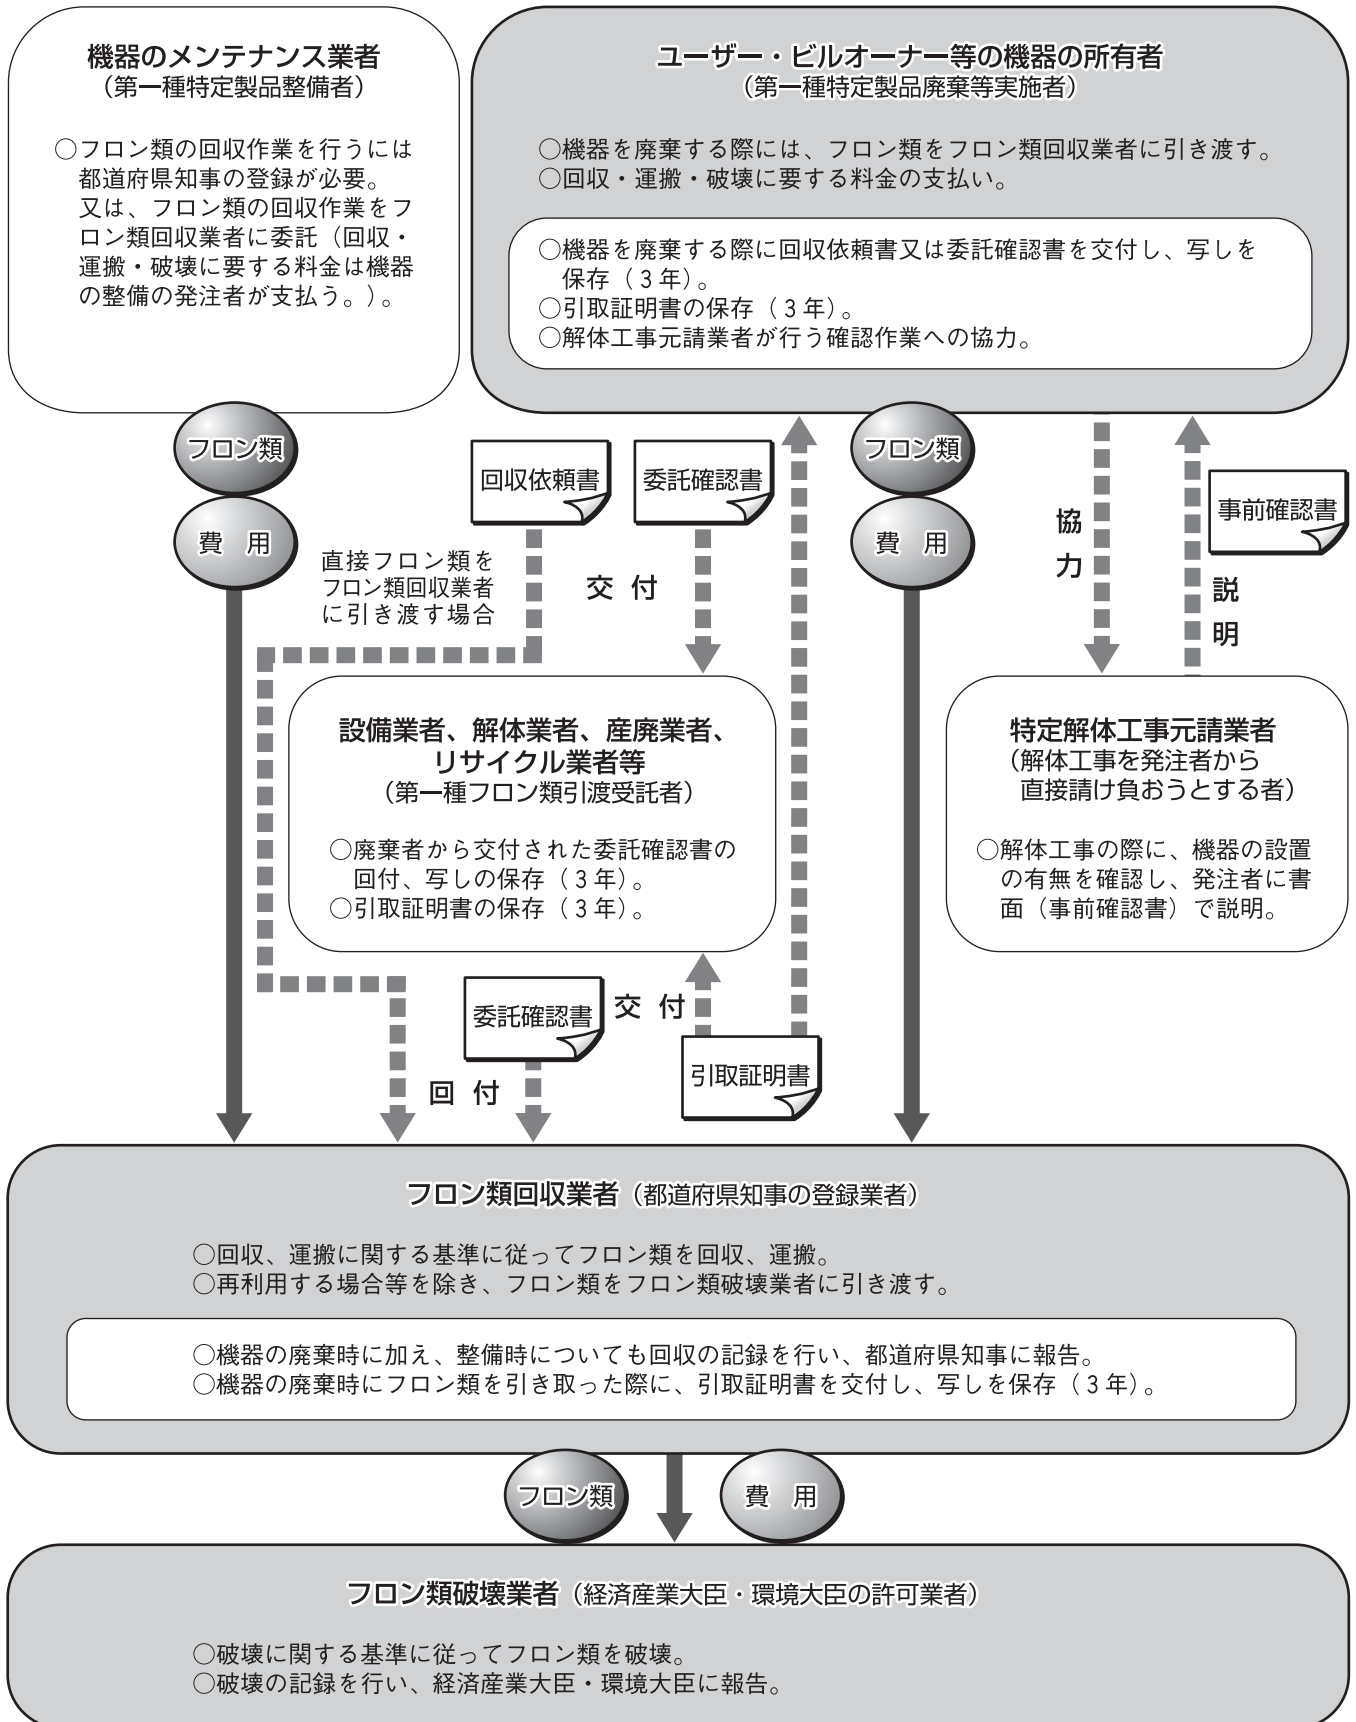 機器のメンテナンス業者
(第一種特定製品整備者)
○フロン類の回収作業を行うには
都道府県知事の登録が必要。
又は、フロン類の回収作業をフ
ロン類回収業者に委託(回収・
運搬・破壊に要する料金は機器
の整備の発注者が支払う。)。
ユーザー・ビルオーナー等の機器の所有者
(第一種特定製品廃棄等実施者)
○機器を廃棄する際には、フロン類をフロン類回収業者に引き渡す。
○回収・運搬・破壊に要する料金の支払い。
○機器を廃棄する際に回収依頼書又は委託確認書を交付し、写しを
保存(3年)。
○引取証明書の保存(3年)。
○解体工事元請業者が行う確認作業への協力。
フロン類
費 用
回収依頼書
委託確認書
直接フロン類を
フロン類回収業者
に引き渡す場合
交 付
フロン類
費 用
協力
事前確認書
説明
設備業者、解体業者、産廃業者、
リサイクル業者等
(第一種フロン類引渡受託者)
○廃棄者から交付された委託確認書の
回付、写しの保存(3年)。
○引取証明書の保存(3年)。
特定解体工事元請業者
(解体工事を発注者から
直接請け負おうとする者)
○解体工事の際に、機器の設置
の有無を確認し、発注者に書
面(事前確認書)で説明。
委託確認書
交 付
引取証明書
回 付
フロン類回収業者(都道府県知事の登録業者)
○回収、運搬に関する基準に従ってフロン類を回収、運搬。
○再利用する場合等を除き、フロン類をフロン類破壊業者に引き渡す。
○機器の廃棄時に加え、整備時についても回収の記録を行い、都道府県知事に報告。
○機器の廃棄時にフロン類を引き取った際に、引取証明書を交付し、写しを保存(3年)。
フロン類
費 用
フロン類破壊業者(経済産業大臣・環境大臣の許可業者)
○破壊に関する基準に従ってフロン類を破壊。
○破壊の記録を行い、経済産業大臣・環境大臣に報告。